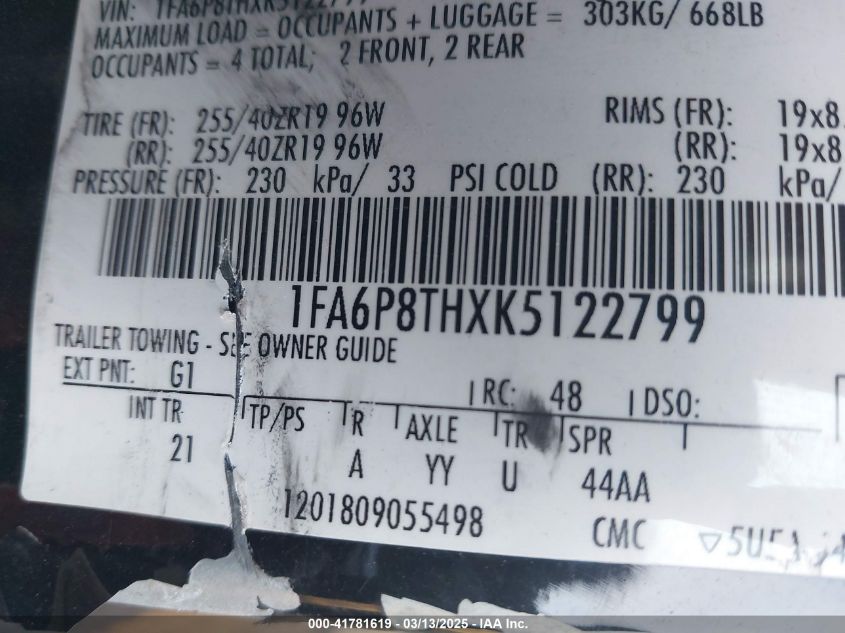 VIN: 1FA6P8THXK5122799
MAXIMUM LOAD = OCCUPANTS + LUGGAGE = 303KG/ 668LB
OCCUPANTS = 4 TOTAL; 2 FRONT, 2 REAR
TIRE (FR): 255/40ZR19 96W RIMS (FR): 19x8.
(RR): 255/40ZR19 96W (RR): 19x8
PRESSURE (FR): 230 kPa/ 33 PSI COLD (RR): 230 kPa/
1FA6P8THXK5122799
TRAILER TOWING - SEE OWNER GUIDE
EXT PNT: G1 RC: 48 DSO:
INT TR TP/PS R AXLE TR SPR
21 A YY U 44AA
1201809055498 CMC
000-41781619 - 03/13/2025 - IAA Inc.